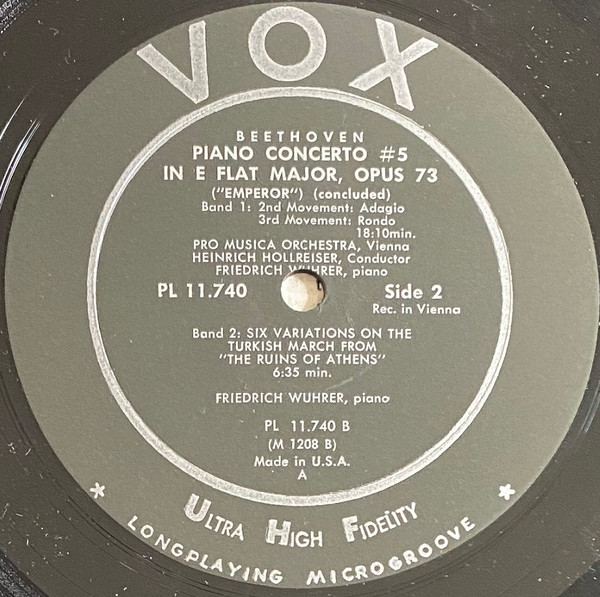 VOX
BEETHOVEN
PIANO CONCERTO #5
IN E FLAT MAJOR, OPUS 73
("EMPEROR") (concluded)
Band 1: 2nd Movement: Adagio
3rd Movement: Rondo
18:10min.
PRO MUSICA ORCHESTRA, Vienna
HEINRICH HOLLREISER, Conductor
FRIEDRICH WUHRER, piano
PL 11.740
Side 2
Rec. in Vienna
Band 2: SIX VARIATIONS ON THE
TURKISH MARCH FROM
"THE RUINS OF ATHENS"
6:35 min.
FRIEDRICH WUHRER, piano
PL 11.740 B
(M 1208 B)
Made in U.S.A.
A
ULTRA HIGH FIDELITY
* LONGPLAYING MICROGROOVE *